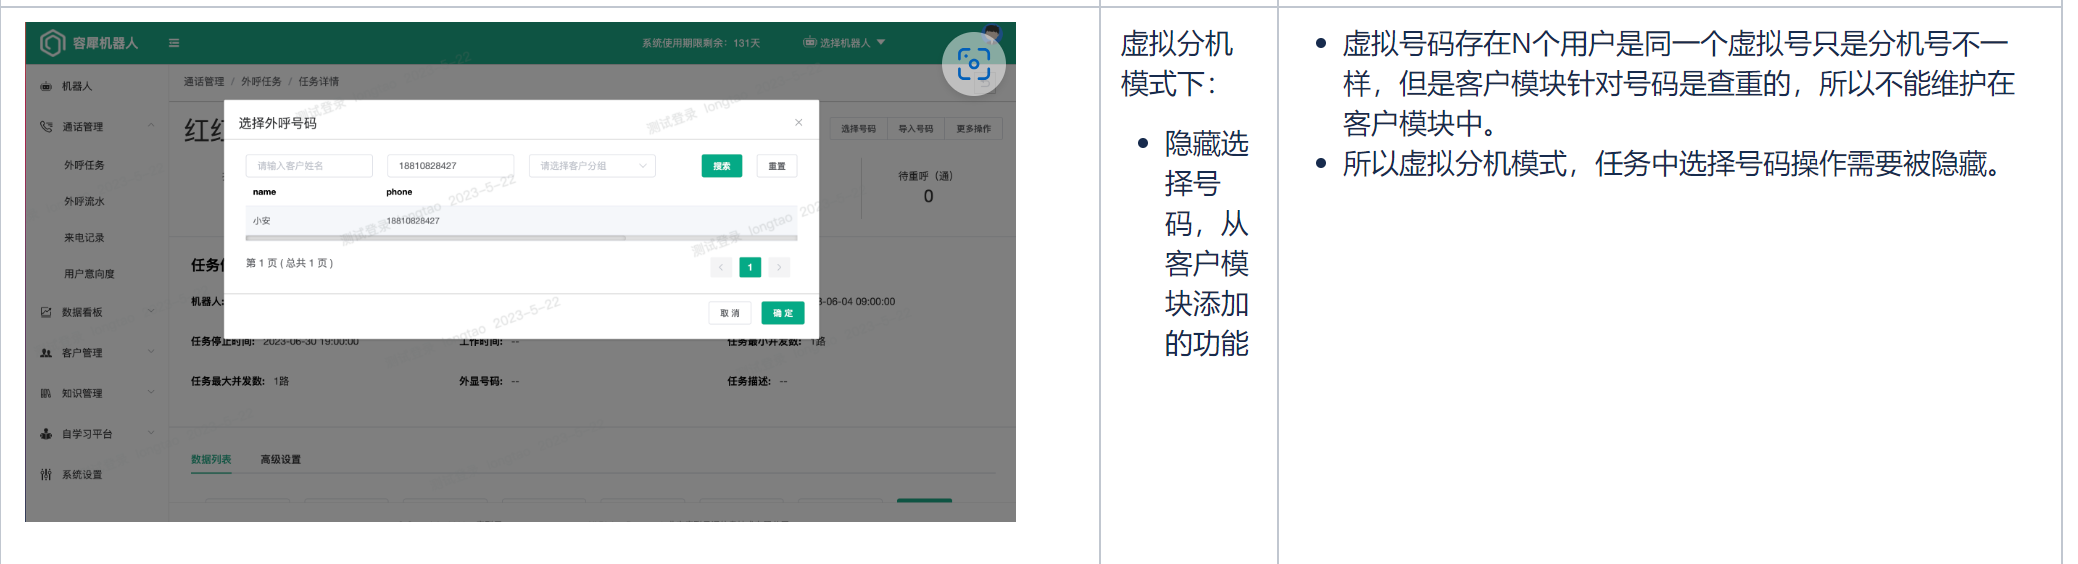 容犀机器人
系统使用期限剩余：131天
选择机器人
机器人
通话管理
外呼任务
外呼流水
来电记录
用户意向度
数据看板
客户管理
知识管理
自学习平台
系统设置
通话管理 / 外呼任务 / 任务详情
选择号码
导入号码
更多操作
待重呼（通）
0
选择外呼号码
请输入客户姓名
18810828427
请选择客户分组
搜索
重置
name
phone
小安
18810828427
第 1 页 ( 总共 1 页 )
1
取 消
确 定
机器人:
-06-04 09:00:00
任务停止时间: 2023-06-30 19:00:00
工作时间: --
任务最小并发数: 1路
任务最大并发数: 1路
外显号码: --
任务描述: --
数据列表
高级设置
测试登录 longtao 2023-5-22
虚拟分机
模式下：
隐藏选
择号
码，从
客户模
块添加
的功能
虚拟号码存在N个用户是同一个虚拟号只是分机号不一
样，但是客户模块针对号码是查重的，所以不能维护在
客户模块中。
所以虚拟分机模式，任务中选择号码操作需要被隐藏。